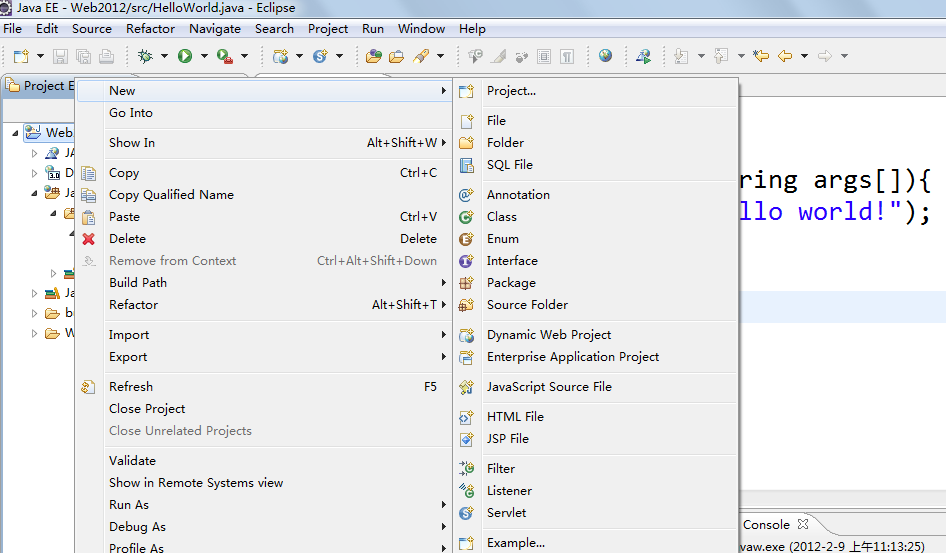 Java EE - Web2012/src/HelloWorld.java - Eclipse
File Edit Source Refactor Navigate Search Project Run Window Help
Project E
Web
JA
D
Ja
Ja
b
W
New
Go Into
Show In Alt+Shift+W
Copy Ctrl+C
Copy Qualified Name
Paste Ctrl+V
Delete Delete
Remove from Context Ctrl+Alt+Shift+Down
Build Path
Refactor Alt+Shift+T
Import
Export
Refresh F5
Close Project
Close Unrelated Projects
Validate
Show in Remote Systems view
Run As
Debug As
Profile As
Project...
File
Folder
SQL File
Annotation
Class
Enum
Interface
Package
Source Folder
Dynamic Web Project
Enterprise Application Project
JavaScript Source File
HTML File
JSP File
Filter
Listener
Servlet
Example...
ring args[]){
llo world!");
Console
vaw.exe (2012-2-9 上午11:13:25)